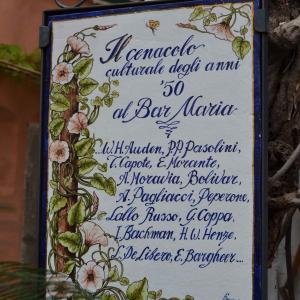 Il cenacolo
culturale degli anni
'50
al Bar Maria
...W.H. Auden, P.P. Pasolini,
T. Capote, E. Morante,
A. Moravia, Bolivar,
A. Pagliacci, Peperone,
Lallo Russo, G. Coppa,
I. Bachman, H.W. Henze,
L. De Libero, E. Bargheer...